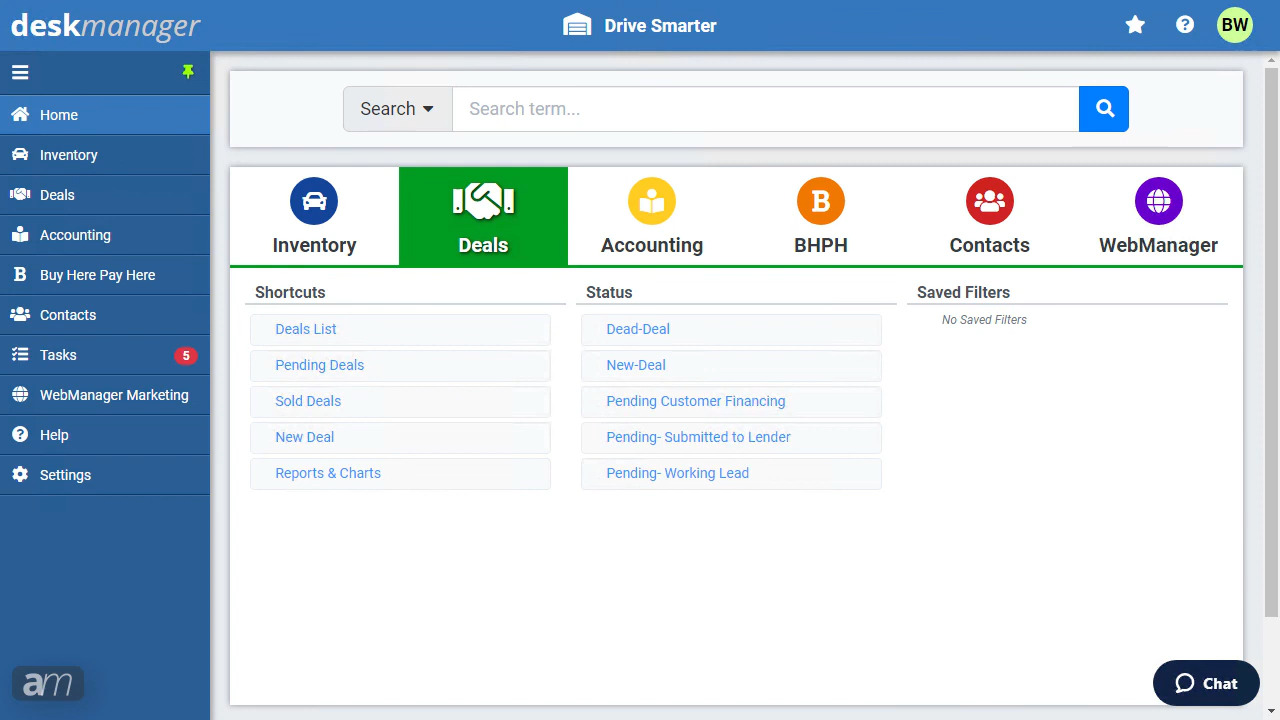 deskmanager
Drive Smarter
BW
Home
Inventory
Deals
Accounting
Buy Here Pay Here
Contacts
Tasks 5
WebManager Marketing
Help
Settings
am
Search Search term...
Inventory Deals Accounting BHPH Contacts WebManager
Shortcuts
Deals List
Pending Deals
Sold Deals
New Deal
Reports & Charts
Status
Dead-Deal
New-Deal
Pending Customer Financing
Pending- Submitted to Lender
Pending- Working Lead
Saved Filters
No Saved Filters
Chat